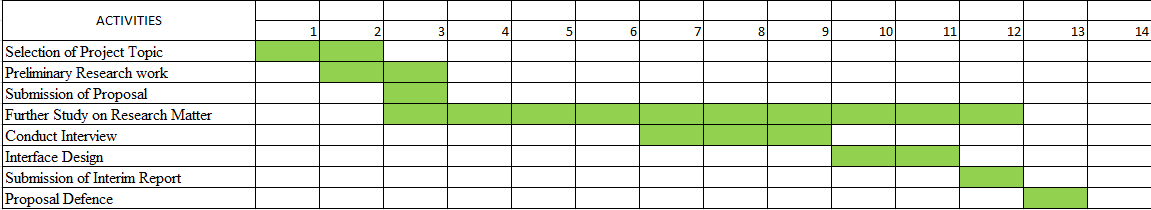 ACTIVITIES
1 2 3 4 5 6 7 8 9 10 11 12 13 14
Selection of Project Topic
Preliminary Research work
Submission of Proposal
Further Study on Research Matter
Conduct Interview
Interface Design
Submission of Interim Report
Proposal Defence